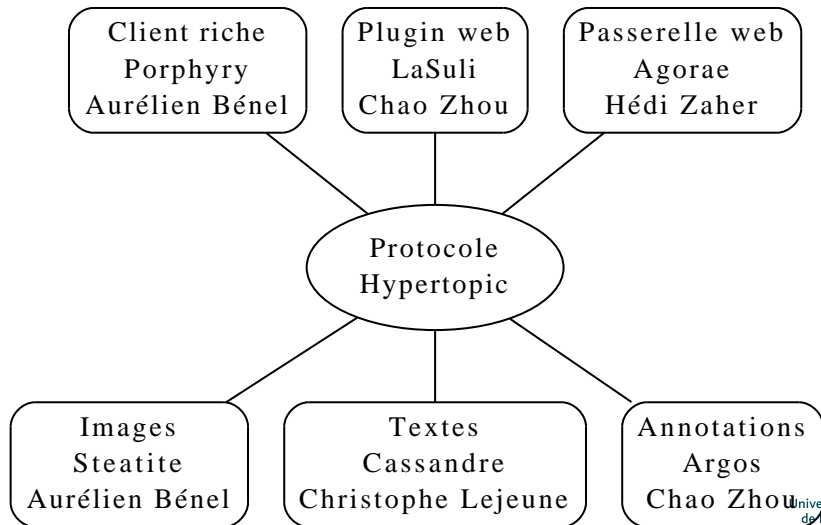 Client riche
Porphyry
Aurélien Bénel
Plugin web
LaSuli
Chao Zhou
Passerelle web
Agorae
Hédi Zaher
Protocole
Hypertopic
Images
Steatite
Aurélien Bénel
Textes
Cassandre
Christophe Lejeune
Annotations
Argos
Chao Zhou